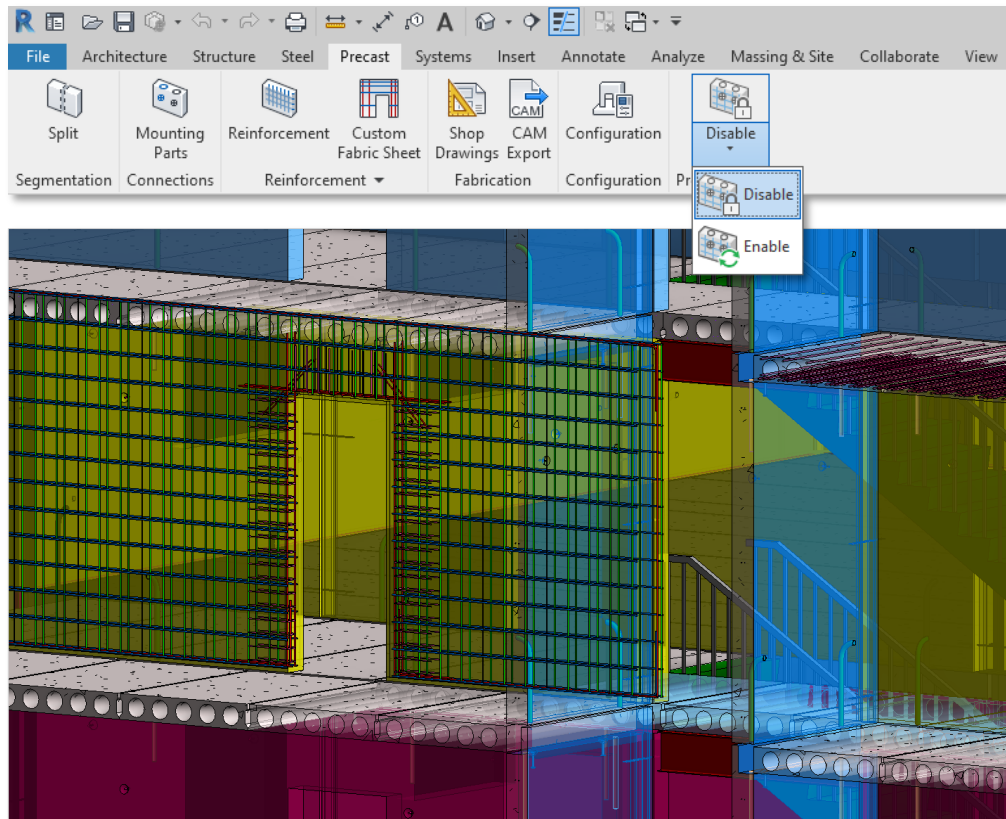 R
File Architecture Structure Steel Precast Systems Insert Annotate Analyze Massing & Site Collaborate View
Split Mounting Parts Reinforcement Custom Fabric Sheet Shop Drawings CAM Export Configuration Disable
CAM
Segmentation Connections Reinforcement Fabrication Configuration Pr
Disable
Enable